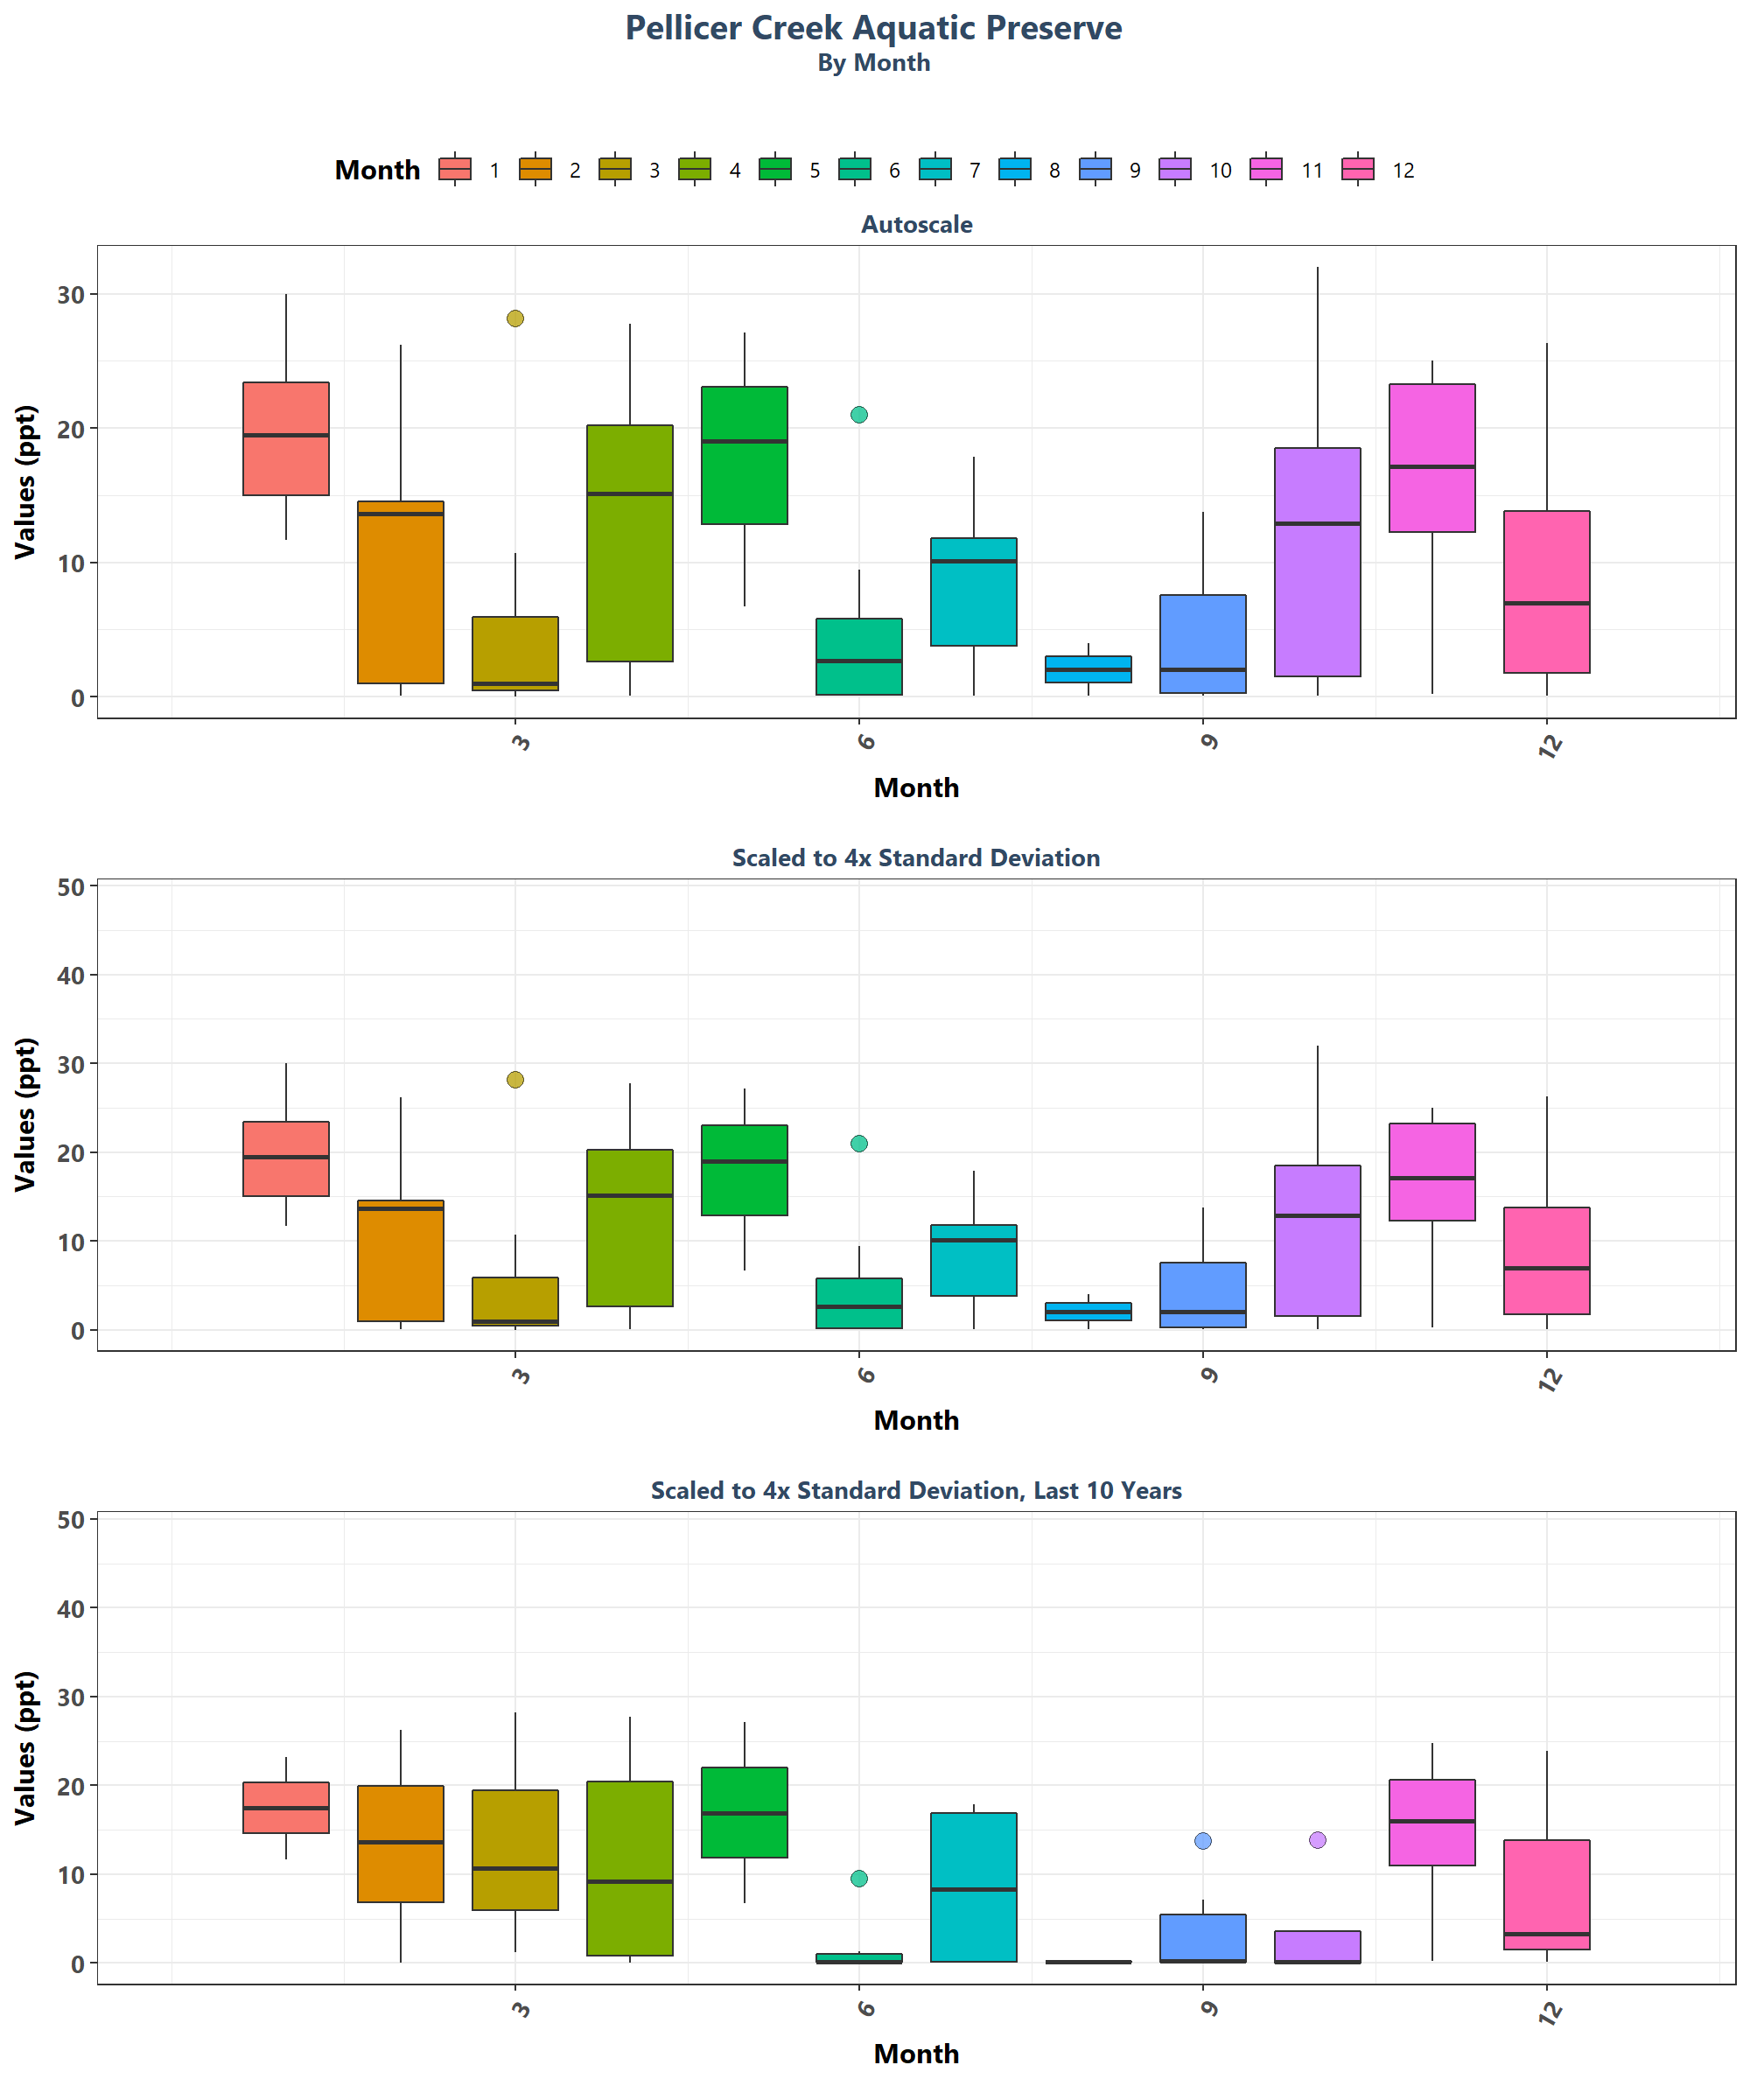 Pellicer Creek Aquatic Preserve
By Month
Month 1 2 3 4 5 6 7 8 9 10 11 12
Autoscale
Values (ppt)
30
20
10
0
3 6 9 12
Month
Scaled to 4x Standard Deviation
Values (ppt)
50
40
30
20
10
0
3 6 9 12
Month
Scaled to 4x Standard Deviation, Last 10 Years
Values (ppt)
50
40
30
20
10
0
3 6 9 12
Month